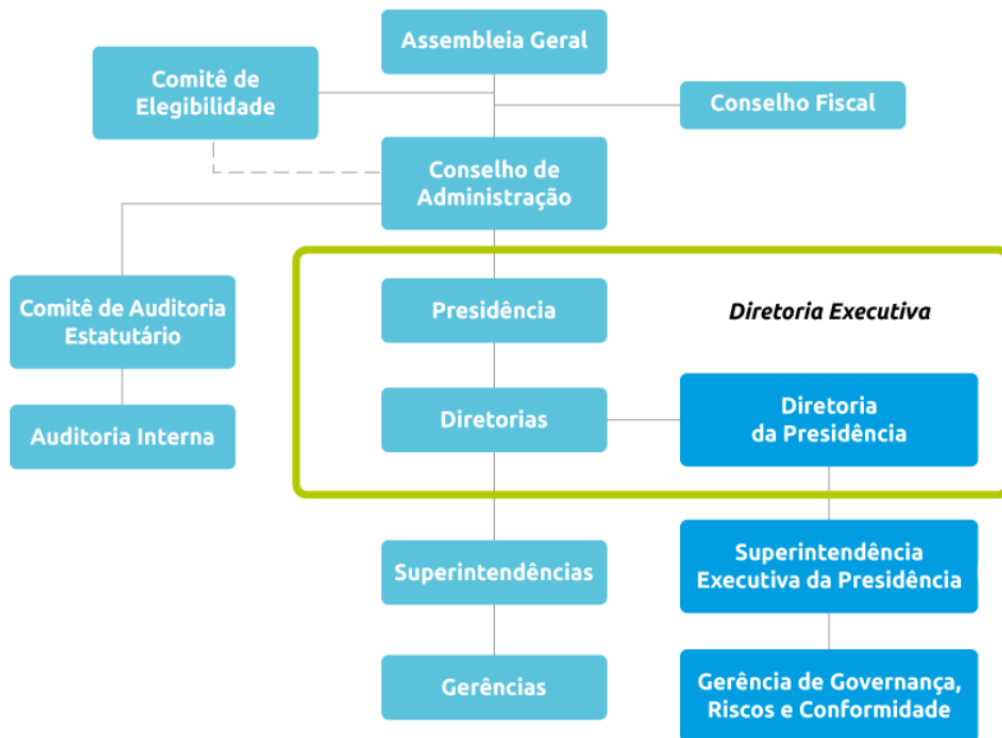 Assembleia Geral
Comitê de
Elegibilidade
Conselho Fiscal
Conselho de
Administração
Comitê de Auditoria
Estatutário
Auditoria Interna
Presidência
Diretoria Executiva
Diretorias
Diretoria
da Presidência
Superintendências
Superintendência
Executiva da Presidência
Gerências
Gerência de Governança,
Riscos e Conformidade